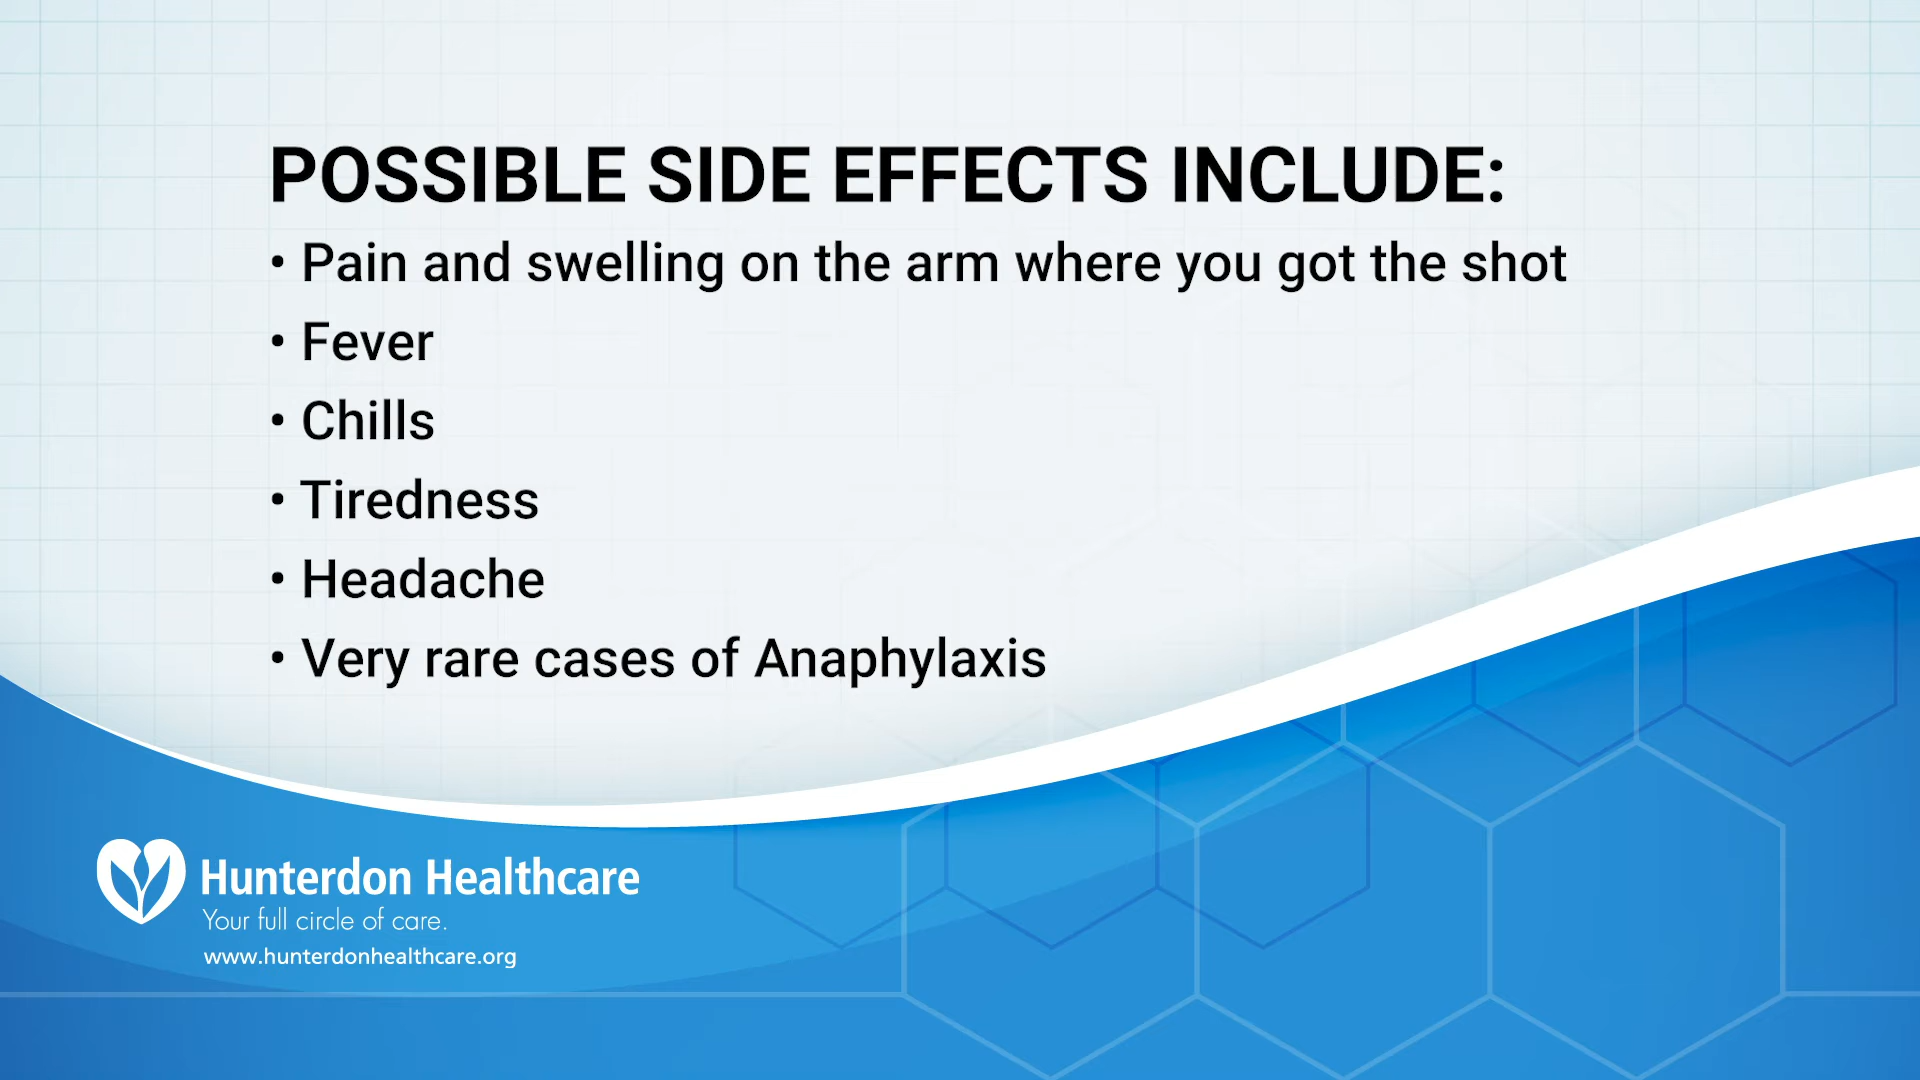 POSSIBLE SIDE EFFECTS INCLUDE:
• Pain and swelling on the arm where you got the shot
• Fever
• Chills
• Tiredness
• Headache
• Very rare cases of Anaphylaxis
Hunterdon Healthcare
Your full circle of care.
www.hunterdonhealthcare.org